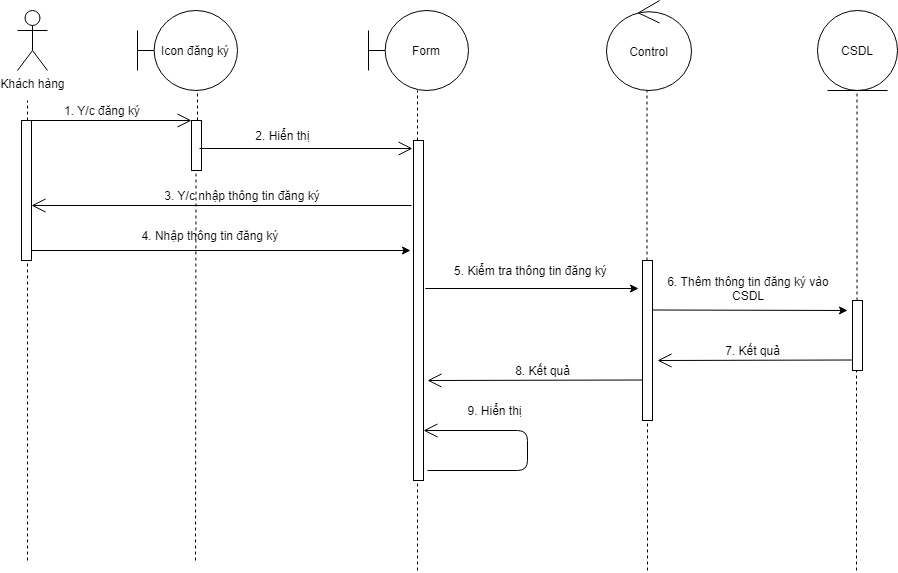 Khách hàng
Icon đăng ký
Form
Control
CSDL
1. Y/c đăng ký
2. Hiển thị
3. Y/c nhập thông tin đăng ký
4. Nhập thông tin đăng ký
5. Kiểm tra thông tin đăng ký
6. Thêm thông tin đăng ký vào
CSDL
7. Kết quả
8. Kết quả
9. Hiển thị